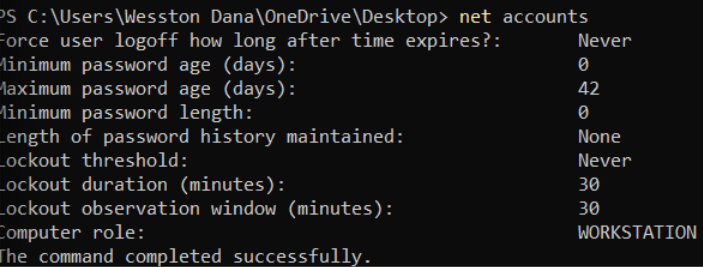 PS C:\Users\Wesston Dana\OneDrive\Desktop> net accounts
Force user logoff how long after time expires?: Never
Minimum password age (days): 0
Maximum password age (days): 42
Minimum password length: 0
Length of password history maintained: None
Lockout threshold: Never
Lockout duration (minutes): 30
Lockout observation window (minutes): 30
Computer role: WORKSTATION
The command completed successfully.